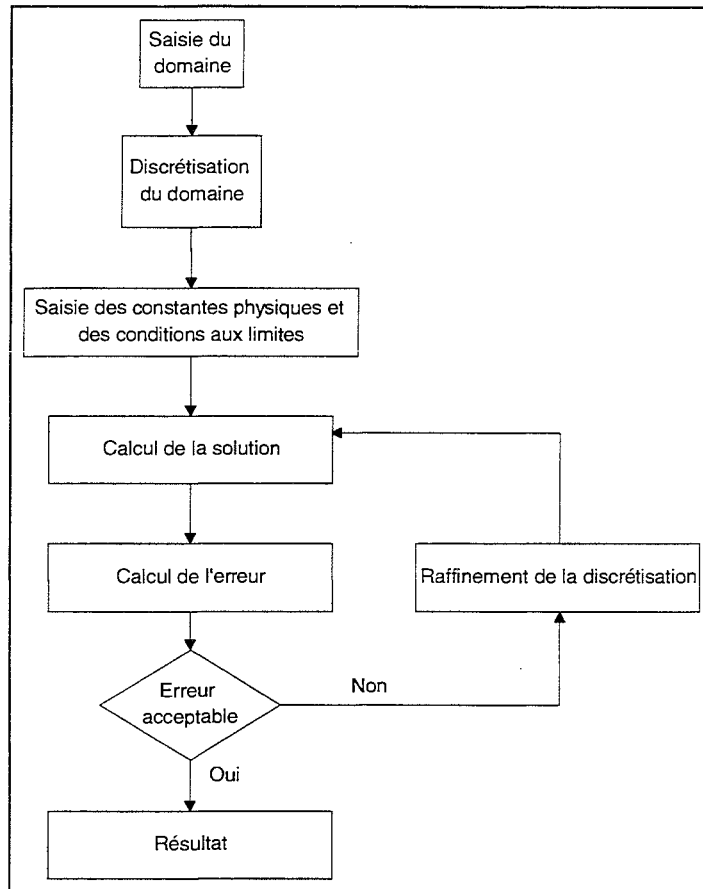 Saisie du
domaine
Discrétisation
du domaine
Saisie des constantes physiques et
des conditions aux limites
Calcul de la solution
Calcul de l'erreur
Raffinement de la discrétisation
Erreur
acceptable
Non
Oui
Résultat